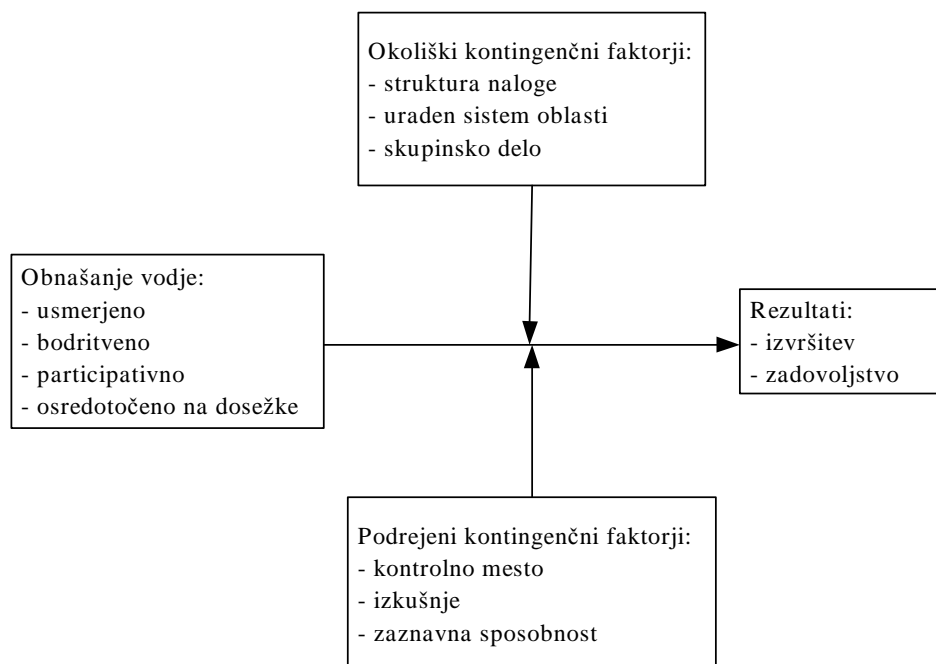 Okoliški kontingenčni faktorji:
- struktura naloge
- uraden sistem oblasti
- skupinsko delo
Obnašanje vodje:
- usmerjeno
- bodritveno
- participativno
- osredotočeno na dosežke
Rezultati:
- izvršitev
- zadovoljstvo
Podrejeni kontingenčni faktorji:
- kontrolno mesto
- izkušnje
- zaznavna sposobnost